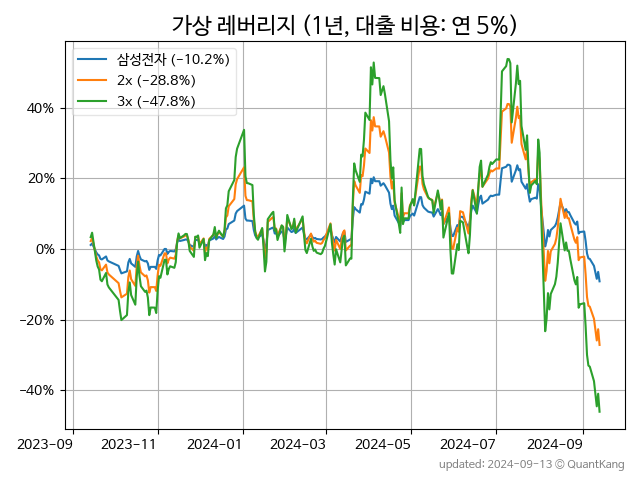 가상 레버리지 (1년, 대출 비용: 연 5%)
삼성전자 (−10.2%)
2x (−28.8%)
3x (−47.8%)
40%
20%
0%
−20%
−40%
2023-09 2023-11 2024-01 2024-03 2024-05 2024-07 2024-09
updated: 2024-09-13 © QuantKang